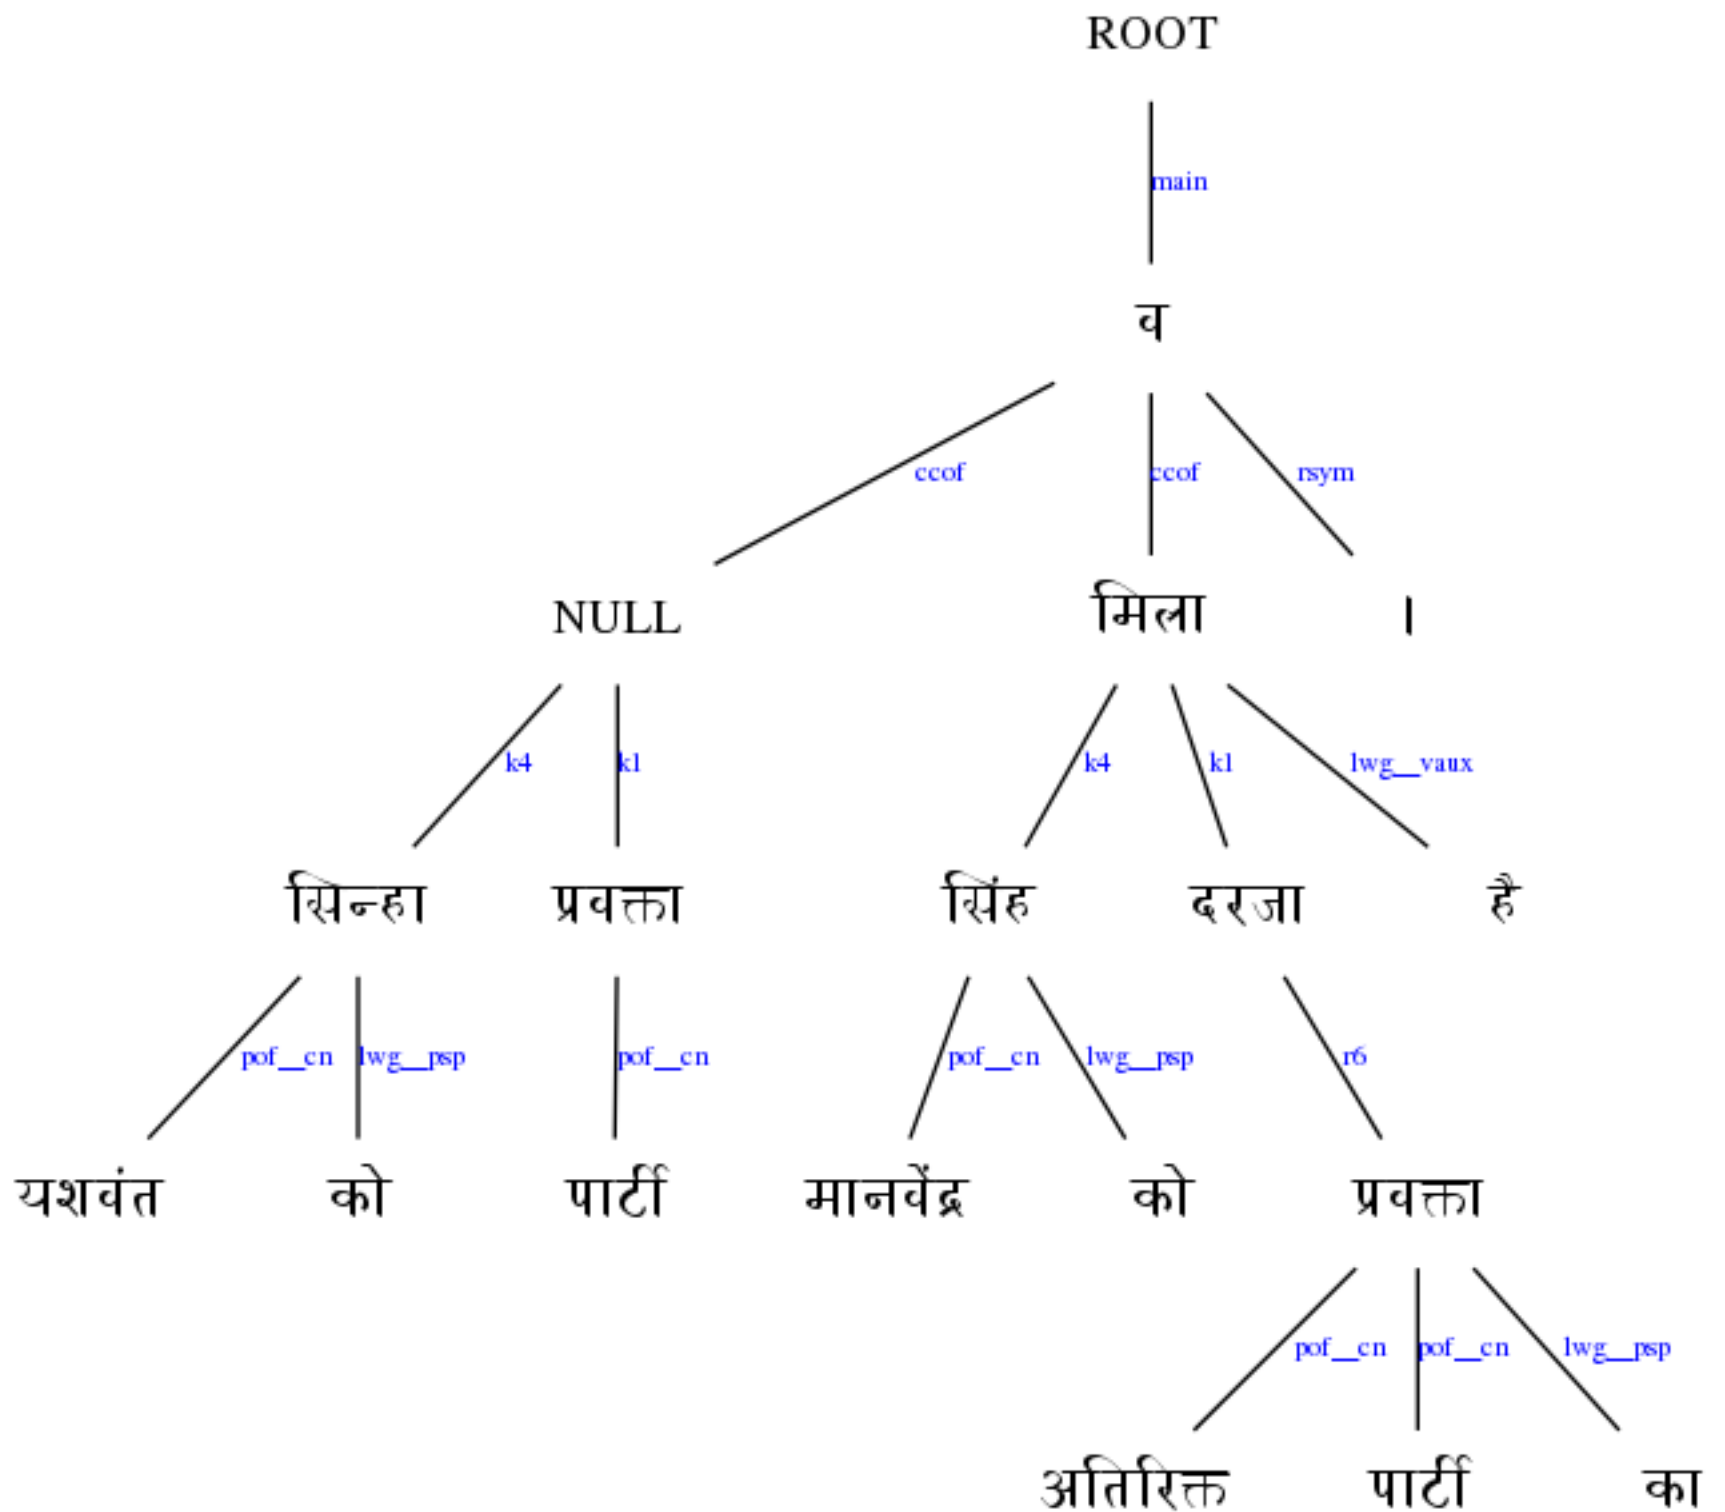 ROOT
main
व
ccof ccof rsym
NULL मिला ।
k4 k1 k4 k1 lwg__vaux
सिन्हा प्रवक्ता सिंह दरजा है
pof__cn lwg__psp pof__cn pof__cn lwg__psp r6
यशवंत को पार्टी मानवेंद्र को प्रवक्ता
pof__cn pof__cn lwg__psp
अतिरिक्त पार्टी का